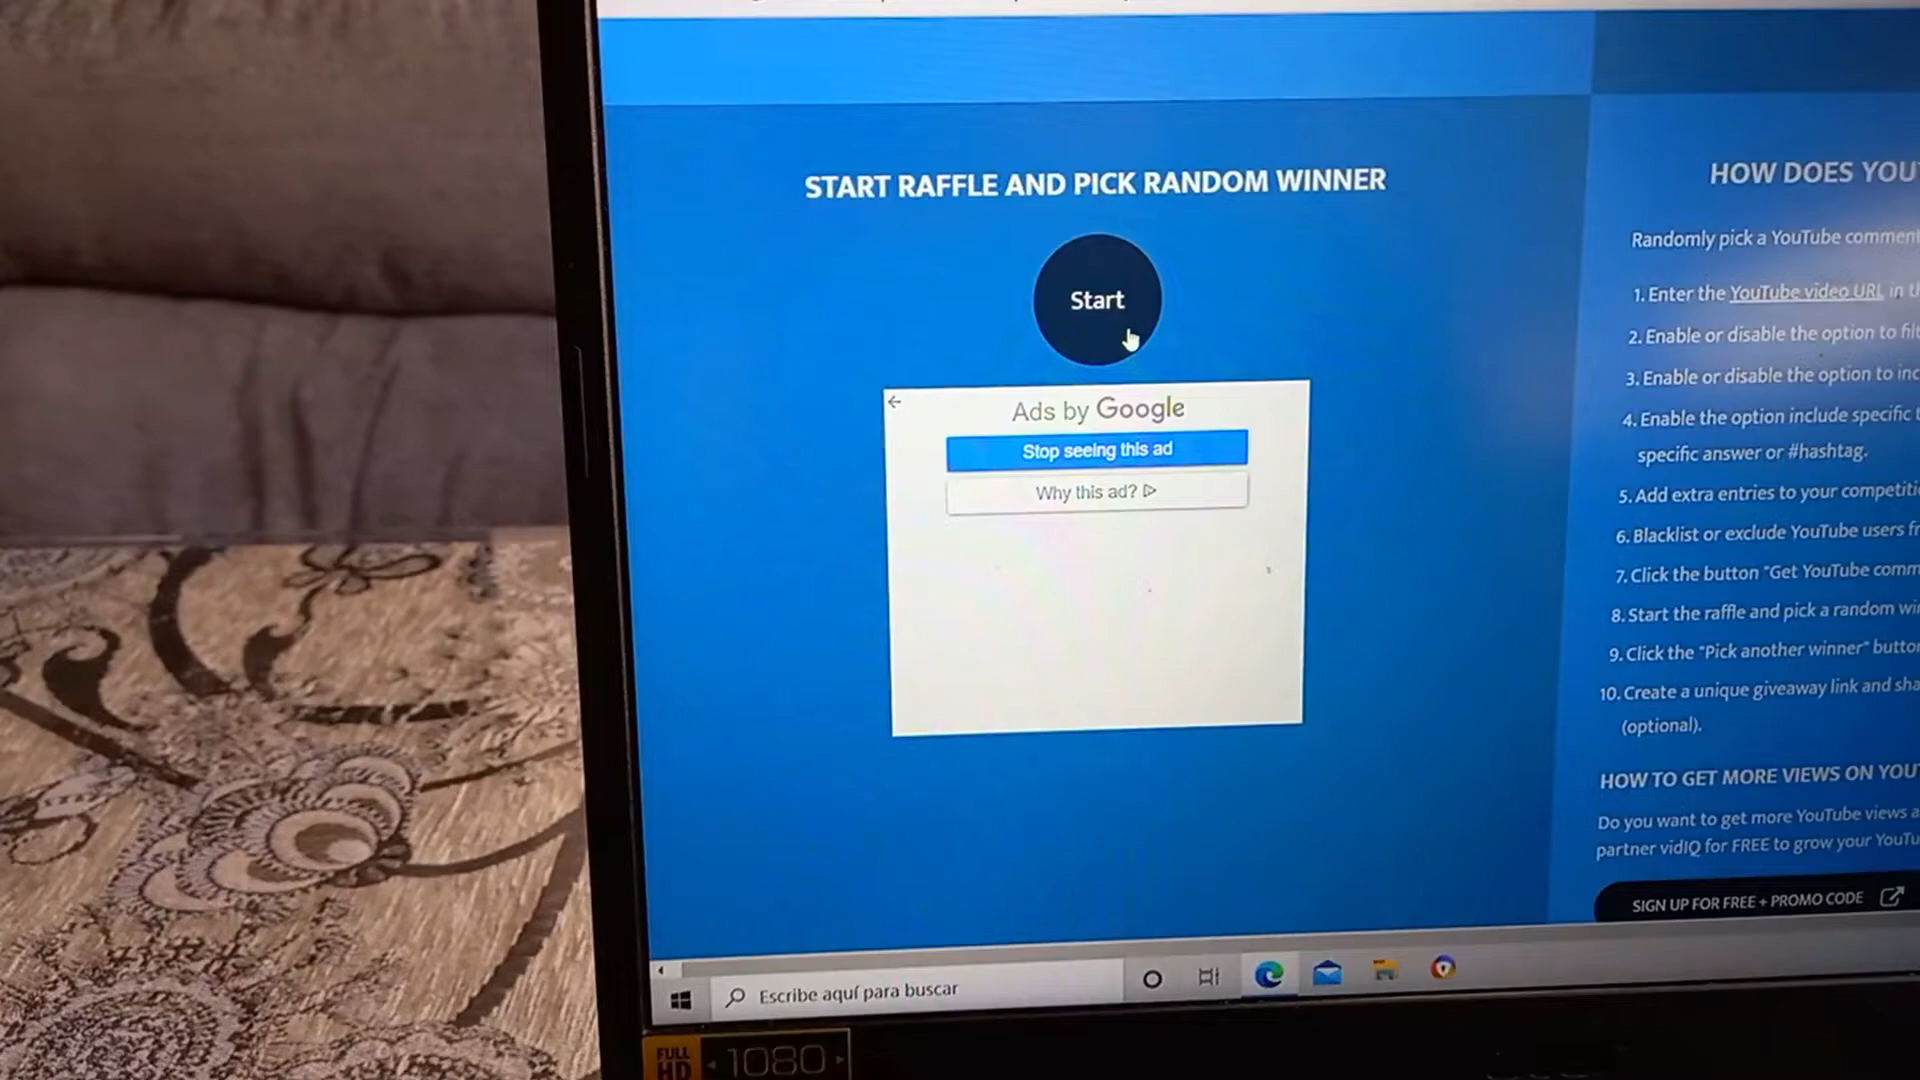 START RAFFLE AND PICK RANDOM WINNER
Start
Ads by Google
Stop seeing this ad
Why this ad?
HOW DOES YOU
Randomly pick a YouTube comment
1. Enter the YouTube video URL in
2. Enable or disable the option to
3. Enable or disable the option to
4. Enable the option include specific
specific answer or #hashtag.
5. Add extra entries to your
6. Blacklist or exclude YouTube users
7. Click the button "Get YouTube
8. Start the raffle and pick a random
9. Click the "Pick another winner"
10. Create a unique giveaway link and
(optional).
HOW TO GET MORE VIEWS ON
Do you want to get more YouTube views
partner vidIQ for FREE to grow your
SIGN UP FOR FREE + PROMO CODE
Escribe aquí para buscar
FULL
HD
1080